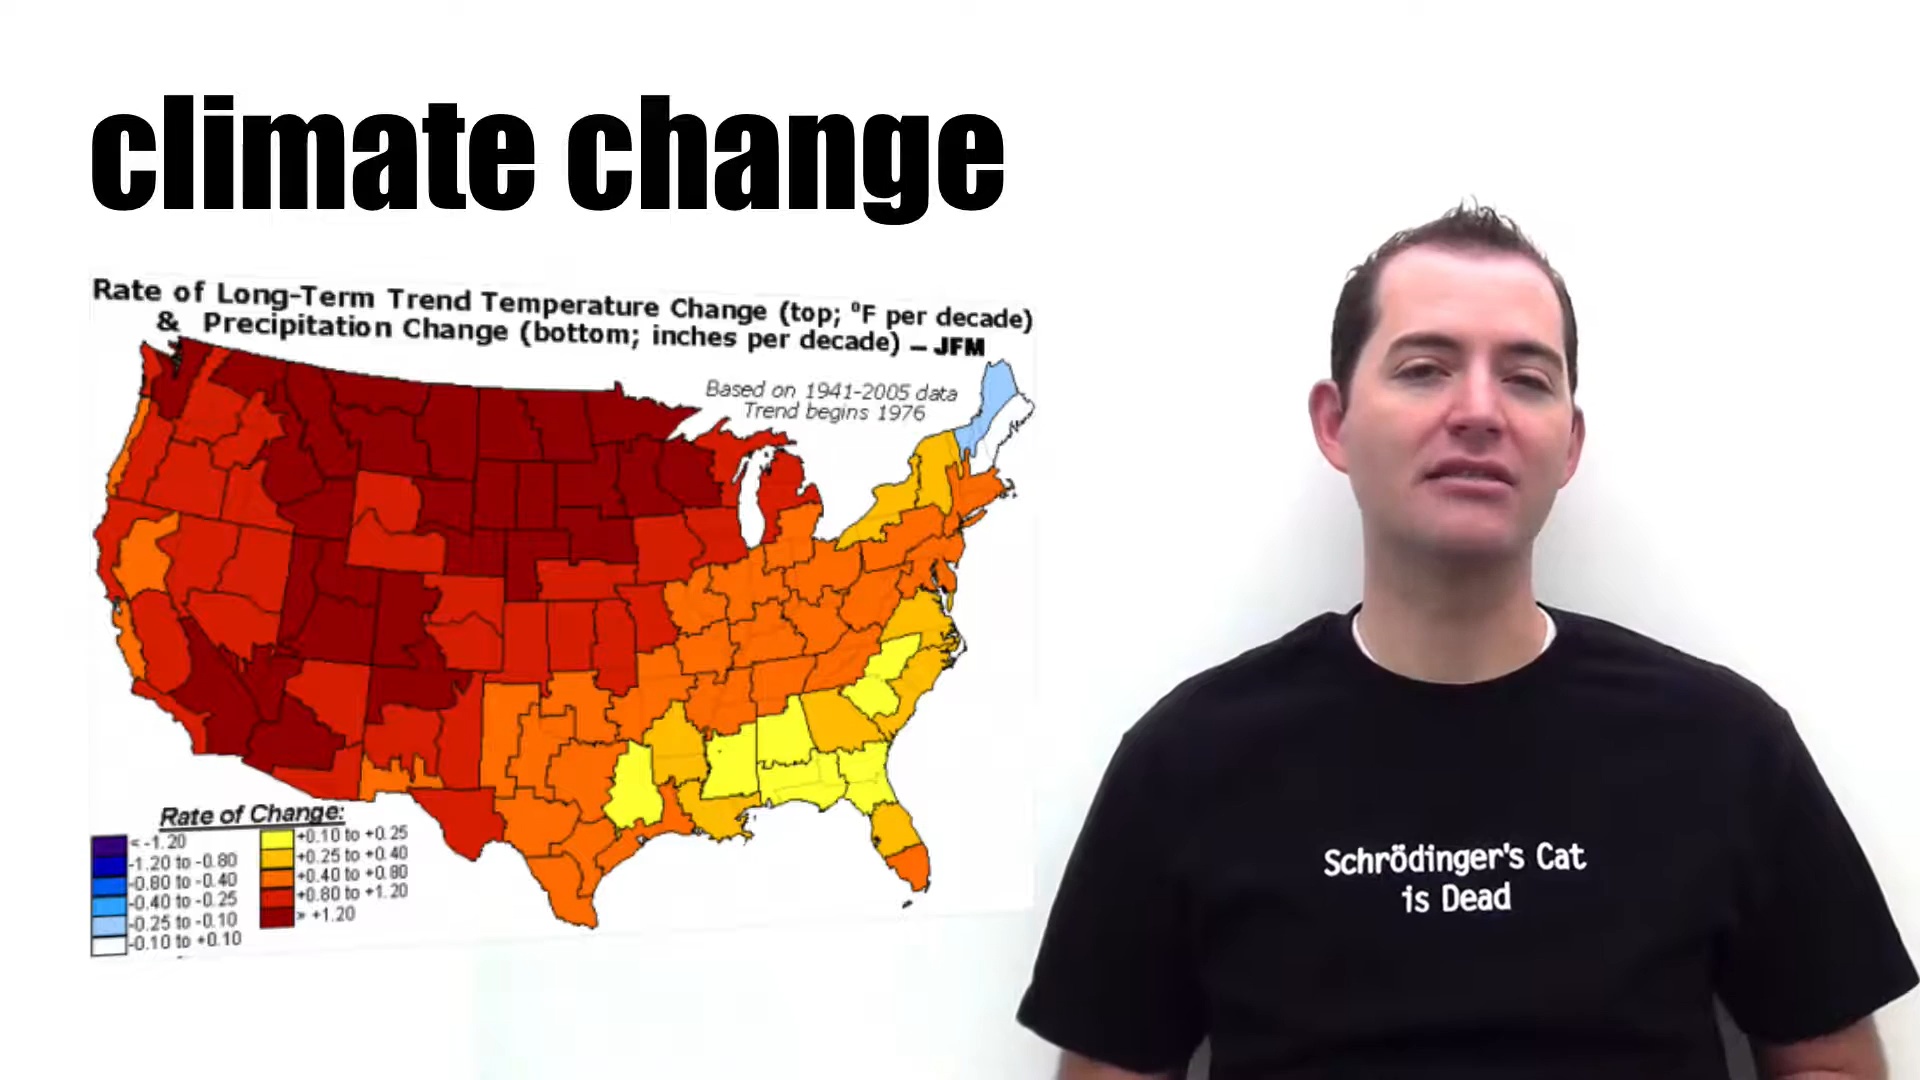 climate change
Rate of Long-Term Trend Temperature Change (top; ºF per decade)
& Precipitation Change (bottom; inches per decade) – JFM
Based on 1941-2005 data
Trend begins 1976
Rate of Change:
< -1.20
-1.20 to -0.80
-0.80 to -0.40
-0.40 to -0.25
-0.25 to -0.10
-0.10 to +0.10
+0.10 to +0.25
+0.25 to +0.40
+0.40 to +0.80
+0.80 to +1.20
> +1.20
Schrödinger's Cat
is Dead